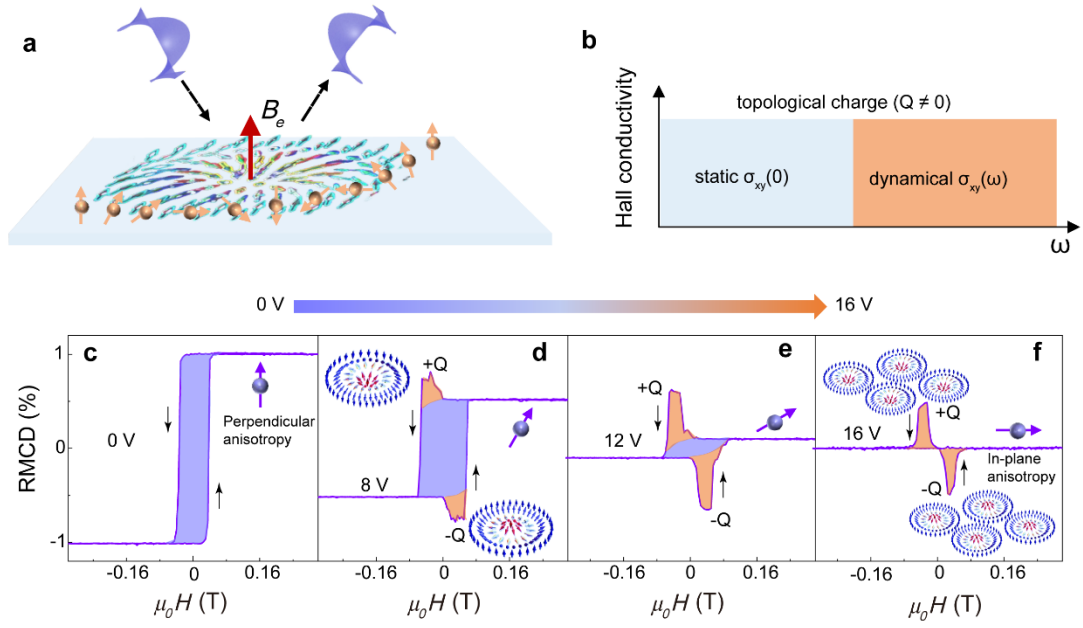 a
B_e
b
Hall conductivity
topological charge (Q ≠ 0)
static σ_xy(0)
dynamical σ_xy(ω)
ω
0 V
16 V
RMCD (%)
1
0
-1
c
0 V
Perpendicular
anisotropy
-0.16 0 0.16
μ₀H (T)
d
+Q
8 V
-Q
-0.16 0 0.16
μ₀H (T)
e
+Q
12 V
-Q
-0.16 0 0.16
μ₀H (T)
f
+Q
16 V
In-plane
anisotropy
-Q
-0.16 0 0.16
μ₀H (T)